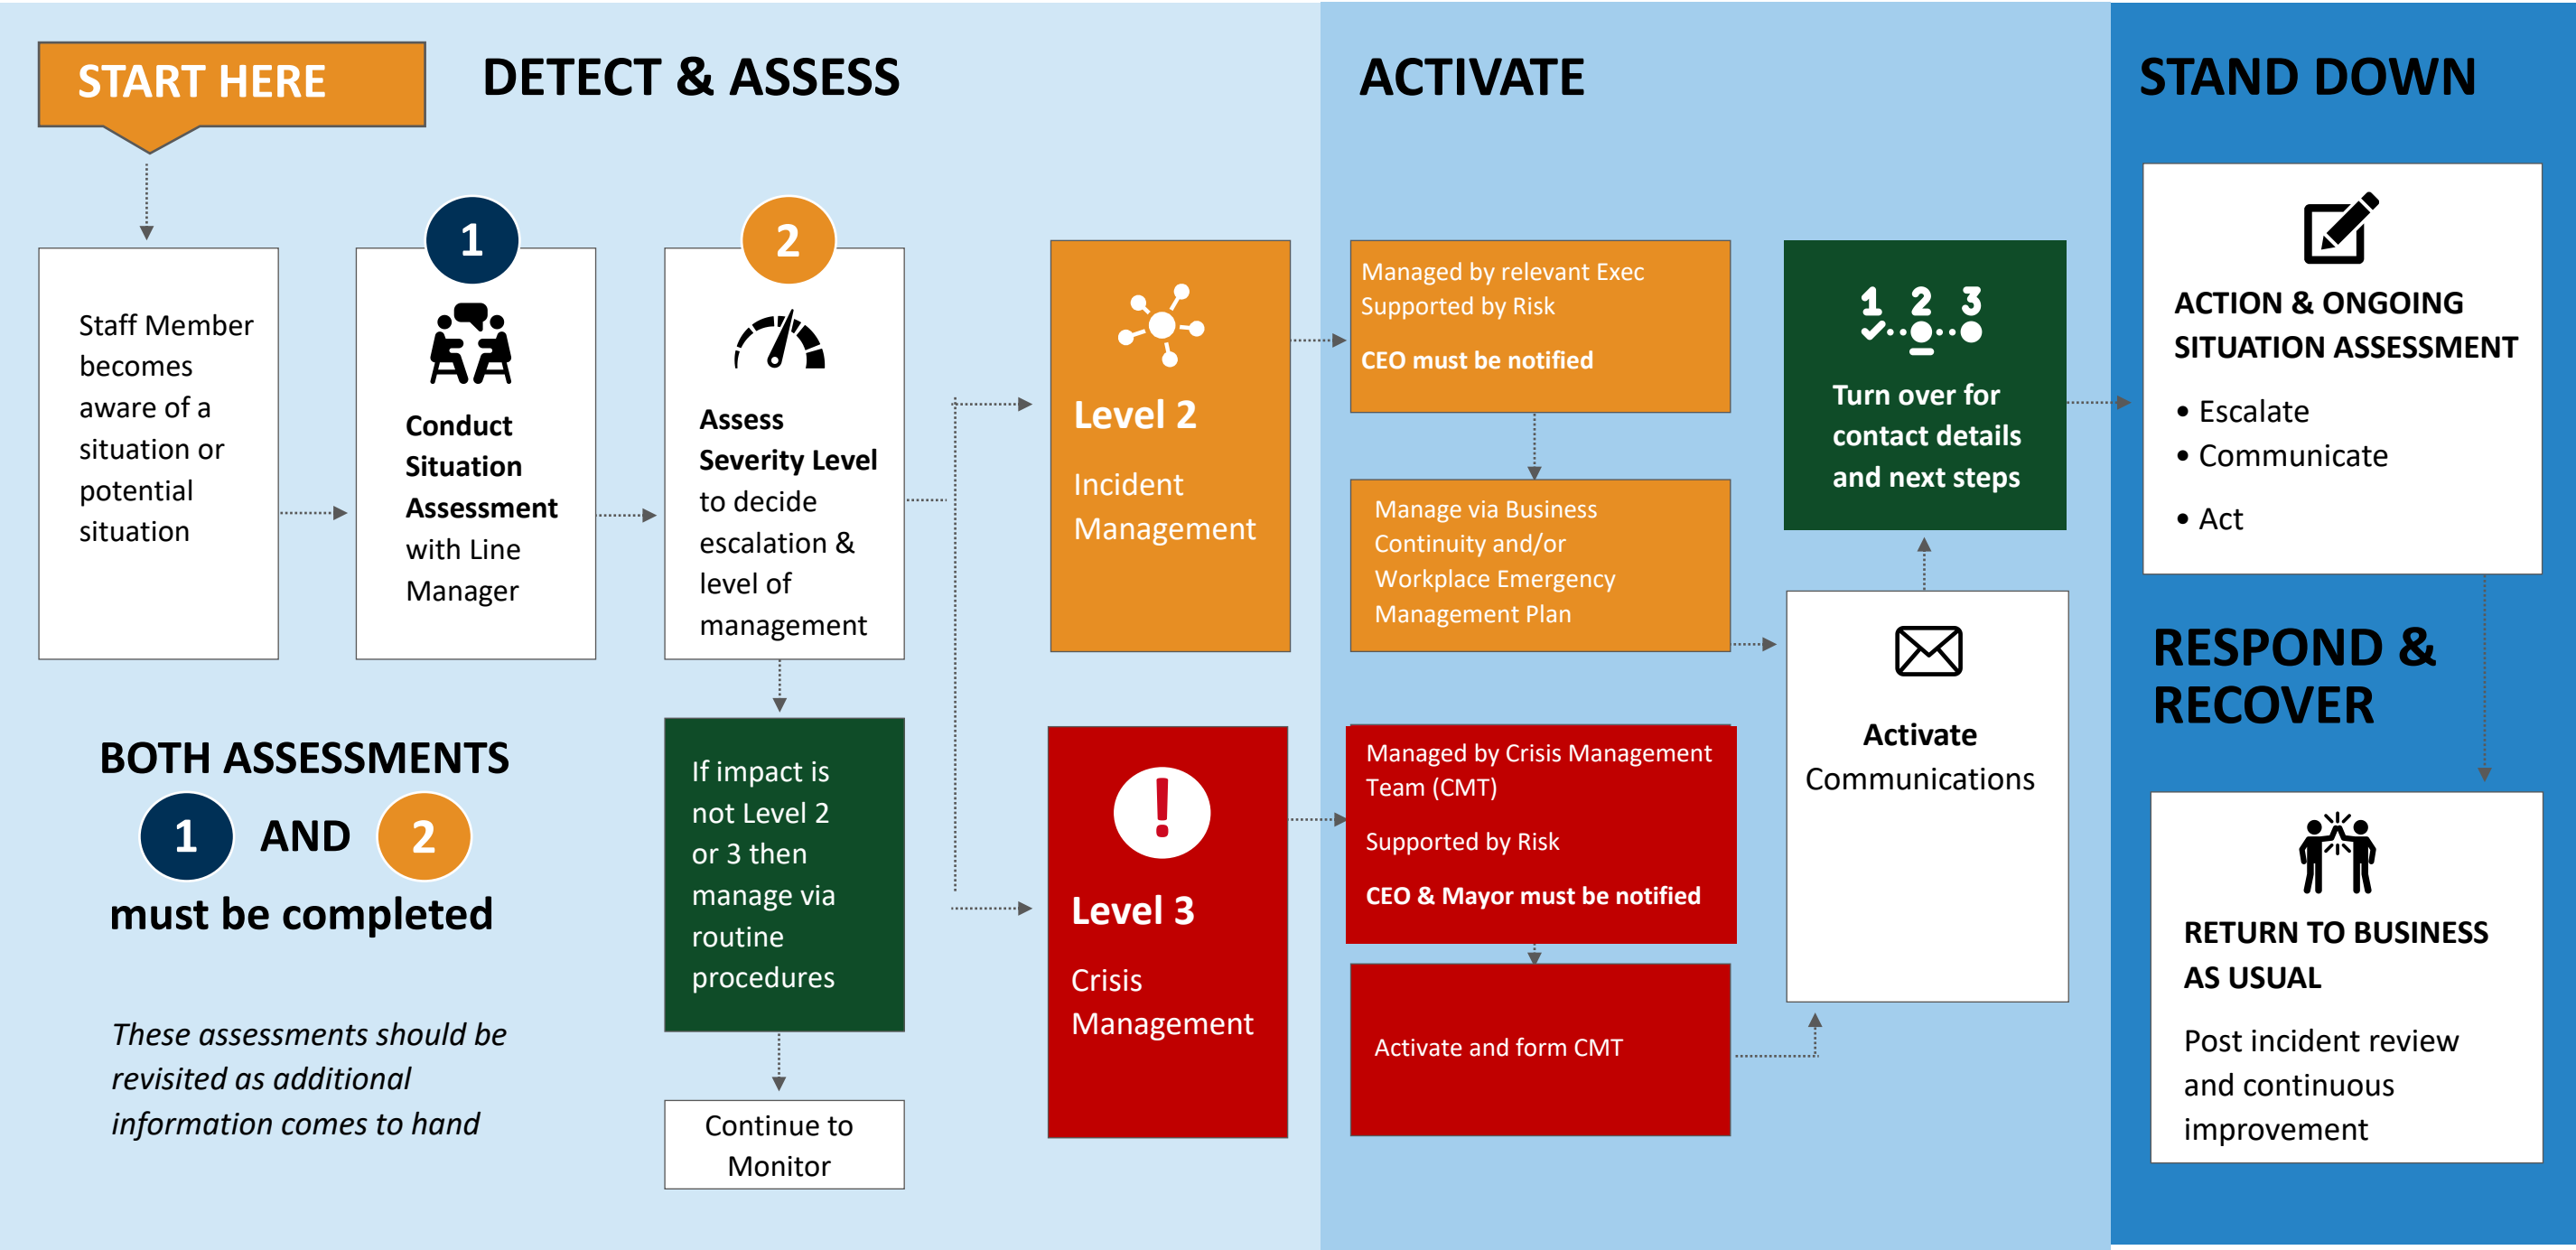 START HERE
DETECT & ASSESS
Staff Member
becomes
aware of a
situation or
potential
situation
1
Conduct
Situation
Assessment
with Line
Manager
2
Assess
Severity Level
to decide
escalation &
level of
management
If impact is
not Level 2
or 3 then
manage via
routine
procedures
Continue to
Monitor
BOTH ASSESSMENTS
1 AND 2
must be completed
These assessments should be
revisited as additional
information comes to hand
Level 2
Incident
Management
Level 3
Crisis
Management
ACTIVATE
Managed by relevant Exec
Supported by Risk
CEO must be notified
Manage via Business
Continuity and/or
Workplace Emergency
Management Plan
Managed by Crisis Management
Team (CMT)
Supported by Risk
CEO & Mayor must be notified
Activate and form CMT
1 2 3
Turn over for
contact details
and next steps
Activate
Communications
STAND DOWN
ACTION & ONGOING
SITUATION ASSESSMENT
• Escalate
• Communicate
• Act
RESPOND &
RECOVER
RETURN TO BUSINESS
AS USUAL
Post incident review
and continuous
improvement